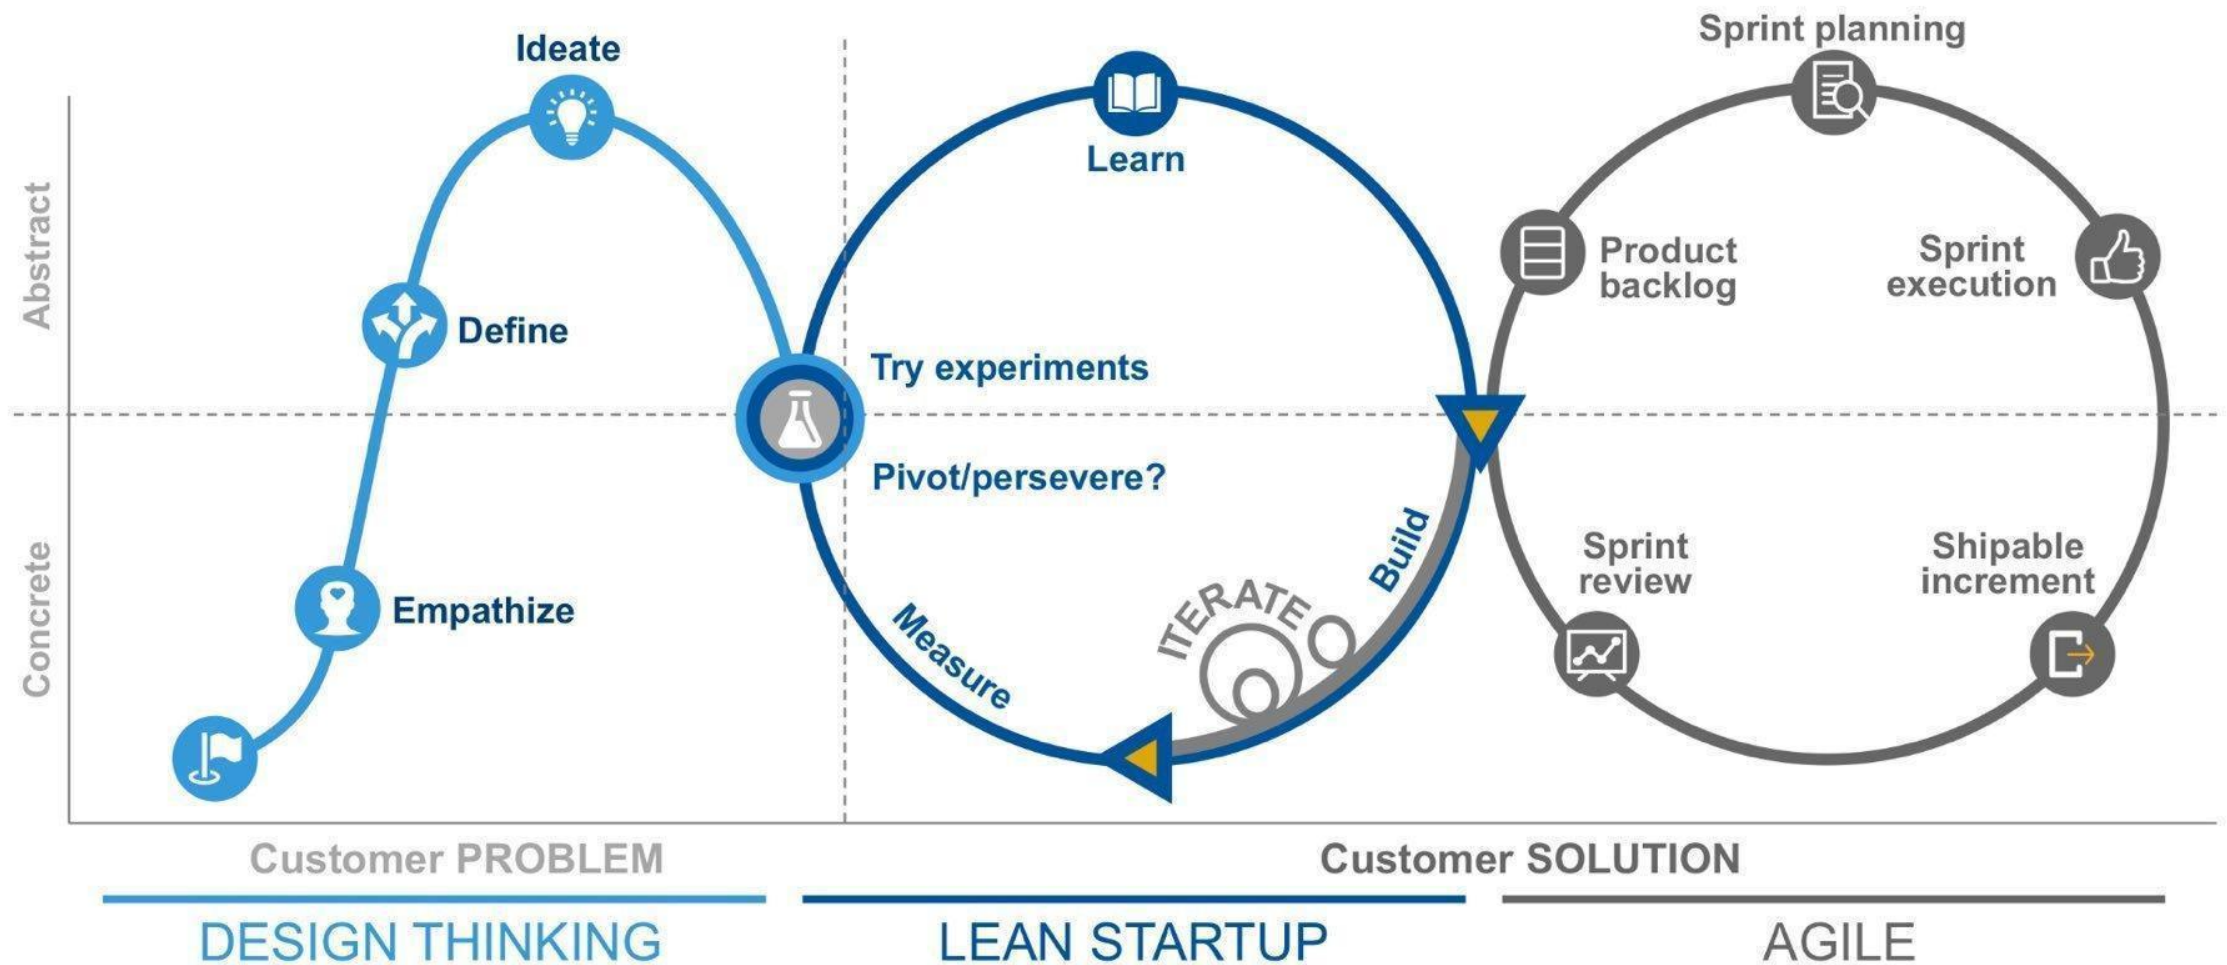 Abstract
Concrete
Ideate
Define
Empathize
Learn
Try experiments
Pivot/persevere?
Measure
ITERATE
Build
Sprint planning
Product
backlog
Sprint
execution
Sprint
review
Shipable
increment
Customer PROBLEM
Customer SOLUTION
DESIGN THINKING
LEAN STARTUP
AGILE